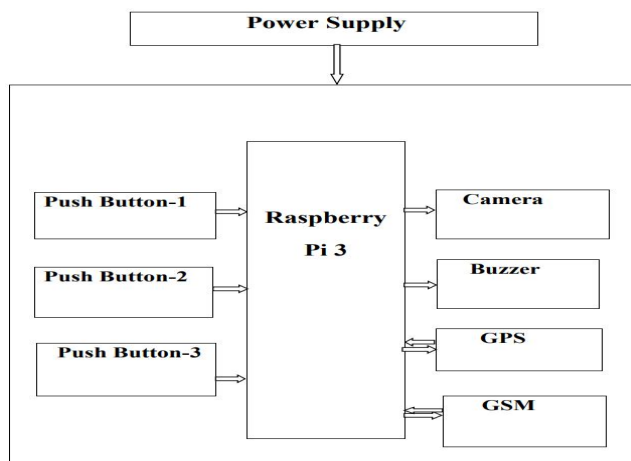 Power Supply
Push Button-1
Push Button-2
Push Button-3
Raspberry
Pi 3
Camera
Buzzer
GPS
GSM